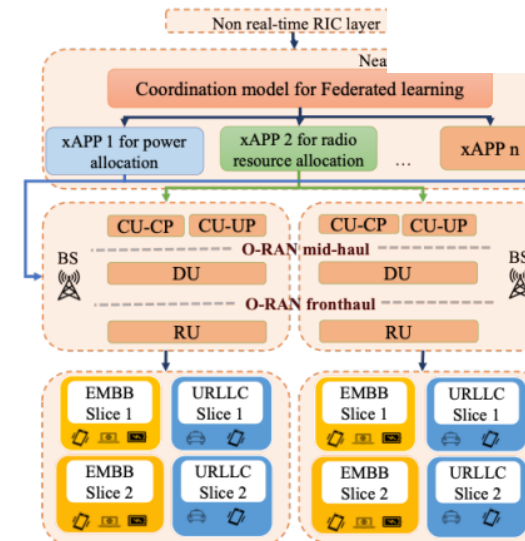 Non real-time RIC layer
Nea
Coordination model for Federated learning
xAPP 1 for power
allocation
xAPP 2 for radio
resource allocation
...
xAPP n
CU-CP CU-UP
CU-CP CU-UP
BS
BS
O-RAN mid-haul
DU
DU
O-RAN fronthaul
RU
RU
EMBB
Slice 1
URLLC
Slice 1
EMBB
Slice 1
URLLC
Slice 1
EMBB
Slice 2
URLLC
Slice 2
EMBB
Slice 2
URLLC
Slice 2